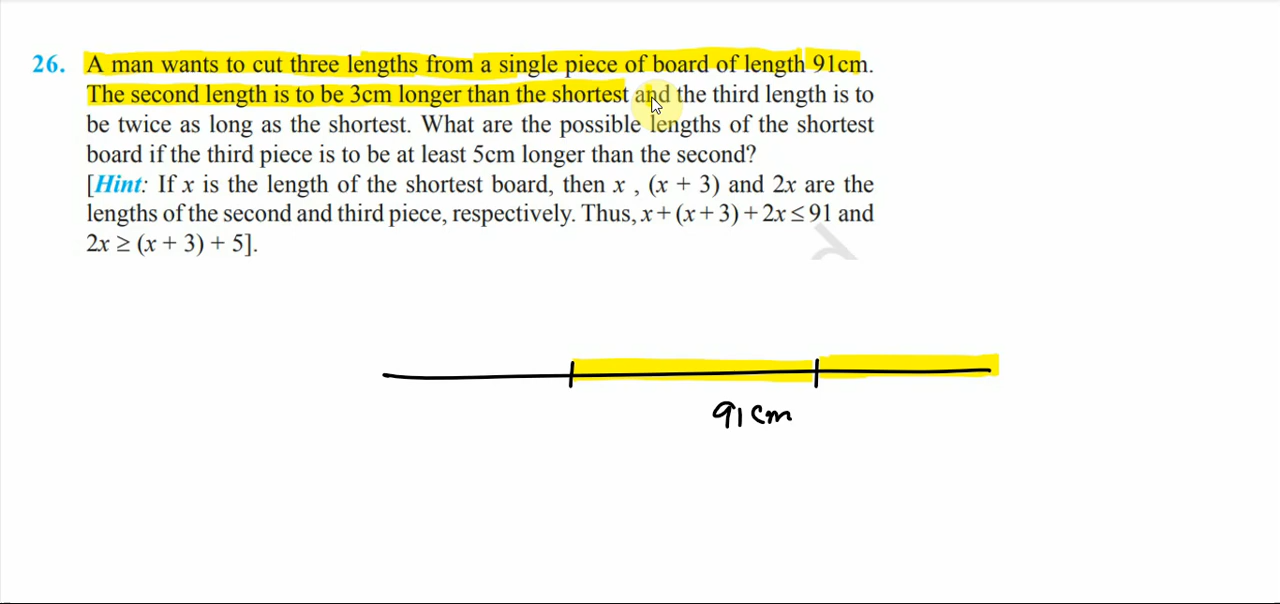 26. A man wants to cut three lengths from a single piece of board of length 91cm.
The second length is to be 3cm longer than the shortest and the third length is to
be twice as long as the shortest. What are the possible lengths of the shortest
board if the third piece is to be at least 5cm longer than the second?
[Hint: If x is the length of the shortest board, then x , (x + 3) and 2x are the
lengths of the second and third piece, respectively. Thus, x + (x + 3) + 2x ≤ 91 and
2x ≥ (x + 3) + 5].
91 cm